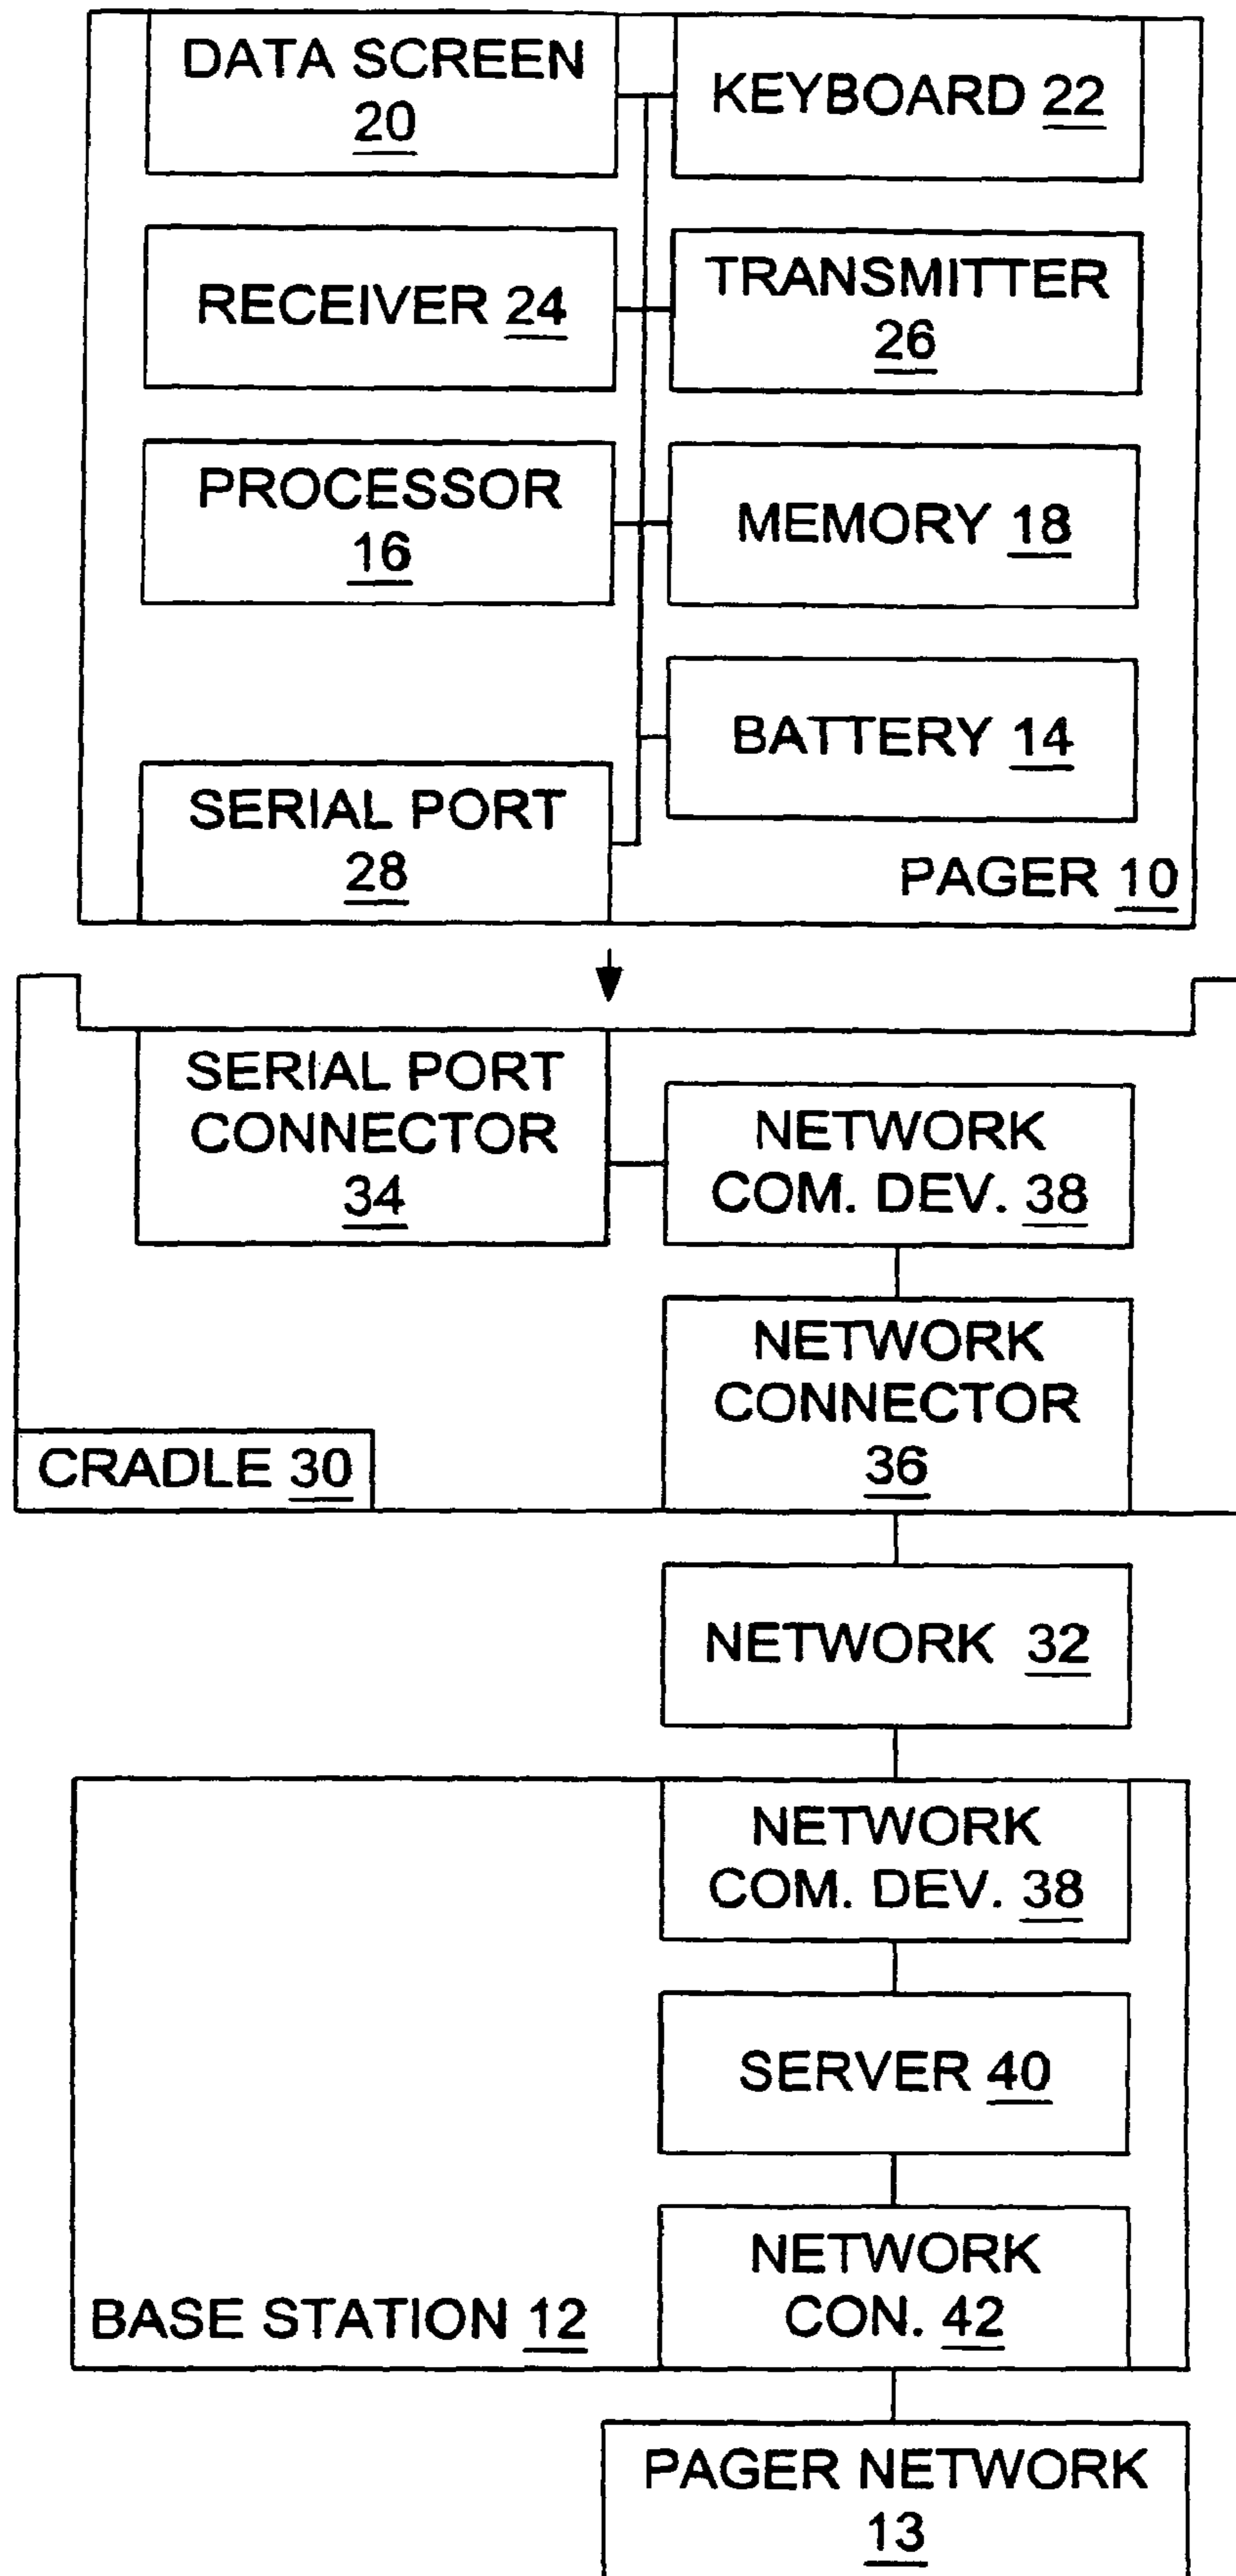 DATA SCREEN
20
KEYBOARD 22
RECEIVER 24
TRANSMITTER
26
PROCESSOR
16
MEMORY 18
BATTERY 14
SERIAL PORT
28
PAGER 10
SERIAL PORT
CONNECTOR
34
NETWORK
COM. DEV. 38
NETWORK
CONNECTOR
36
CRADLE 30
NETWORK 32
NETWORK
COM. DEV. 38
SERVER 40
NETWORK
CON. 42
BASE STATION 12
PAGER NETWORK
13